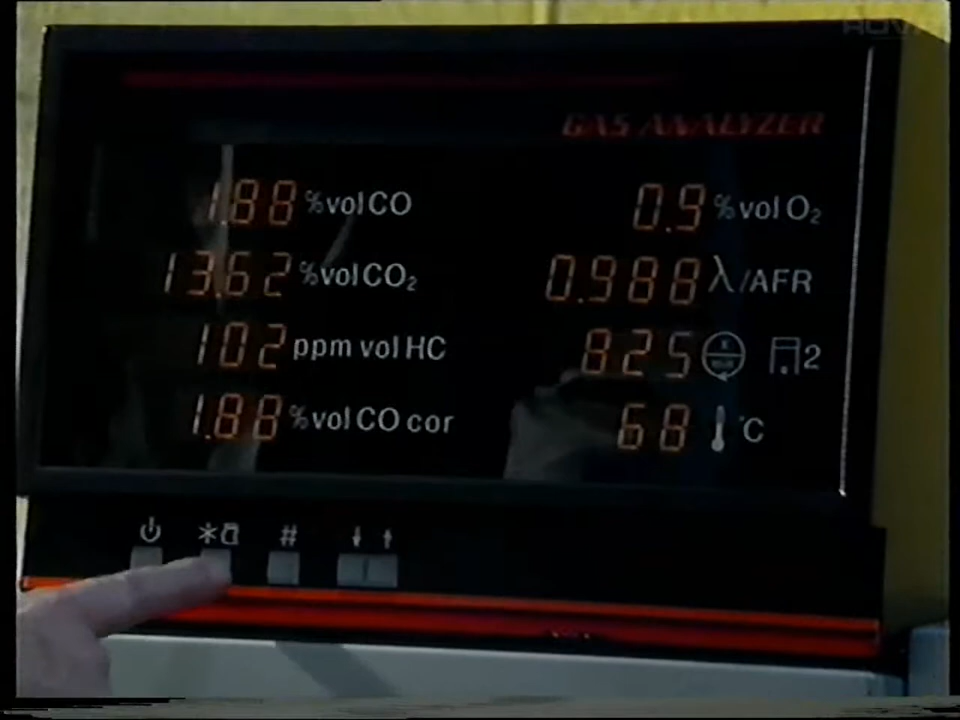 GAS ANALYZER
1.88 %vol CO
0.9 %vol O₂
13.62 %vol CO₂
0.988 λ/AFR
102 ppm vol HC
825 2
1.88 %vol CO cor
68 °C
#